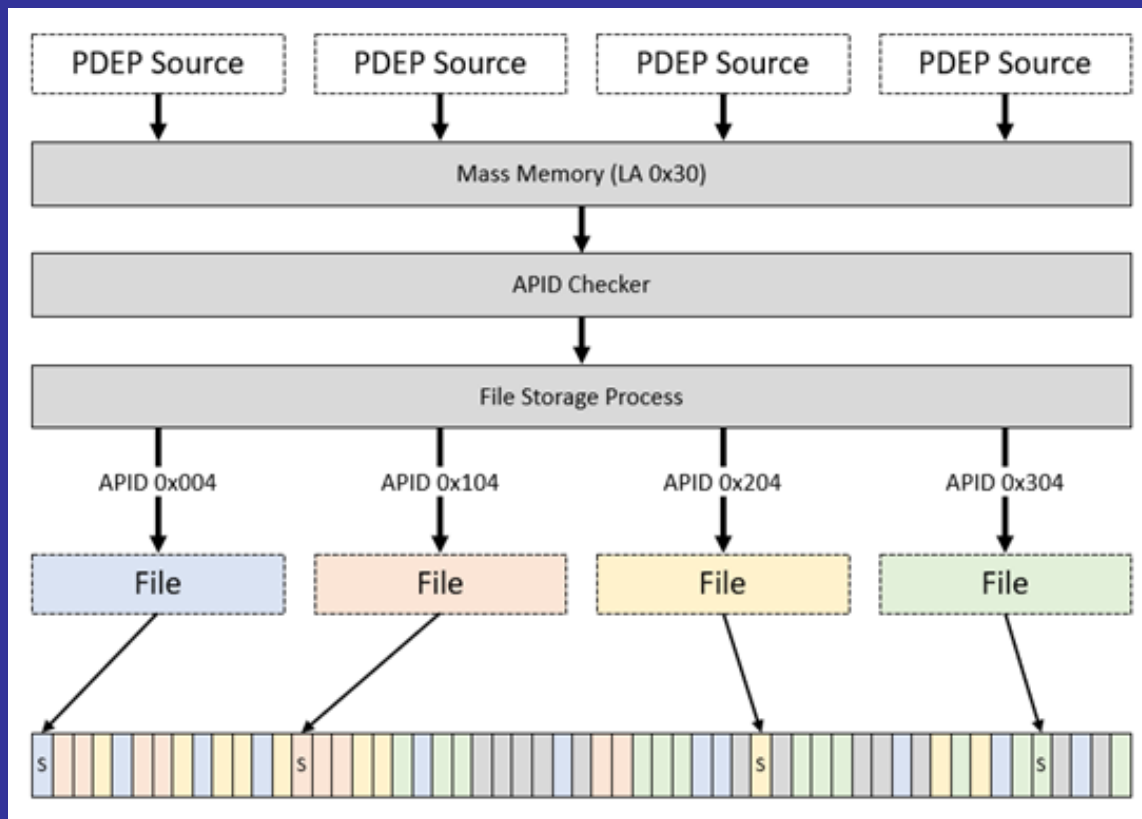 PDEP Source PDEP Source PDEP Source PDEP Source
Mass Memory (LA 0x30)
APID Checker
File Storage Process
APID 0x004 APID 0x104 APID 0x204 APID 0x304
File File File File
s s s s